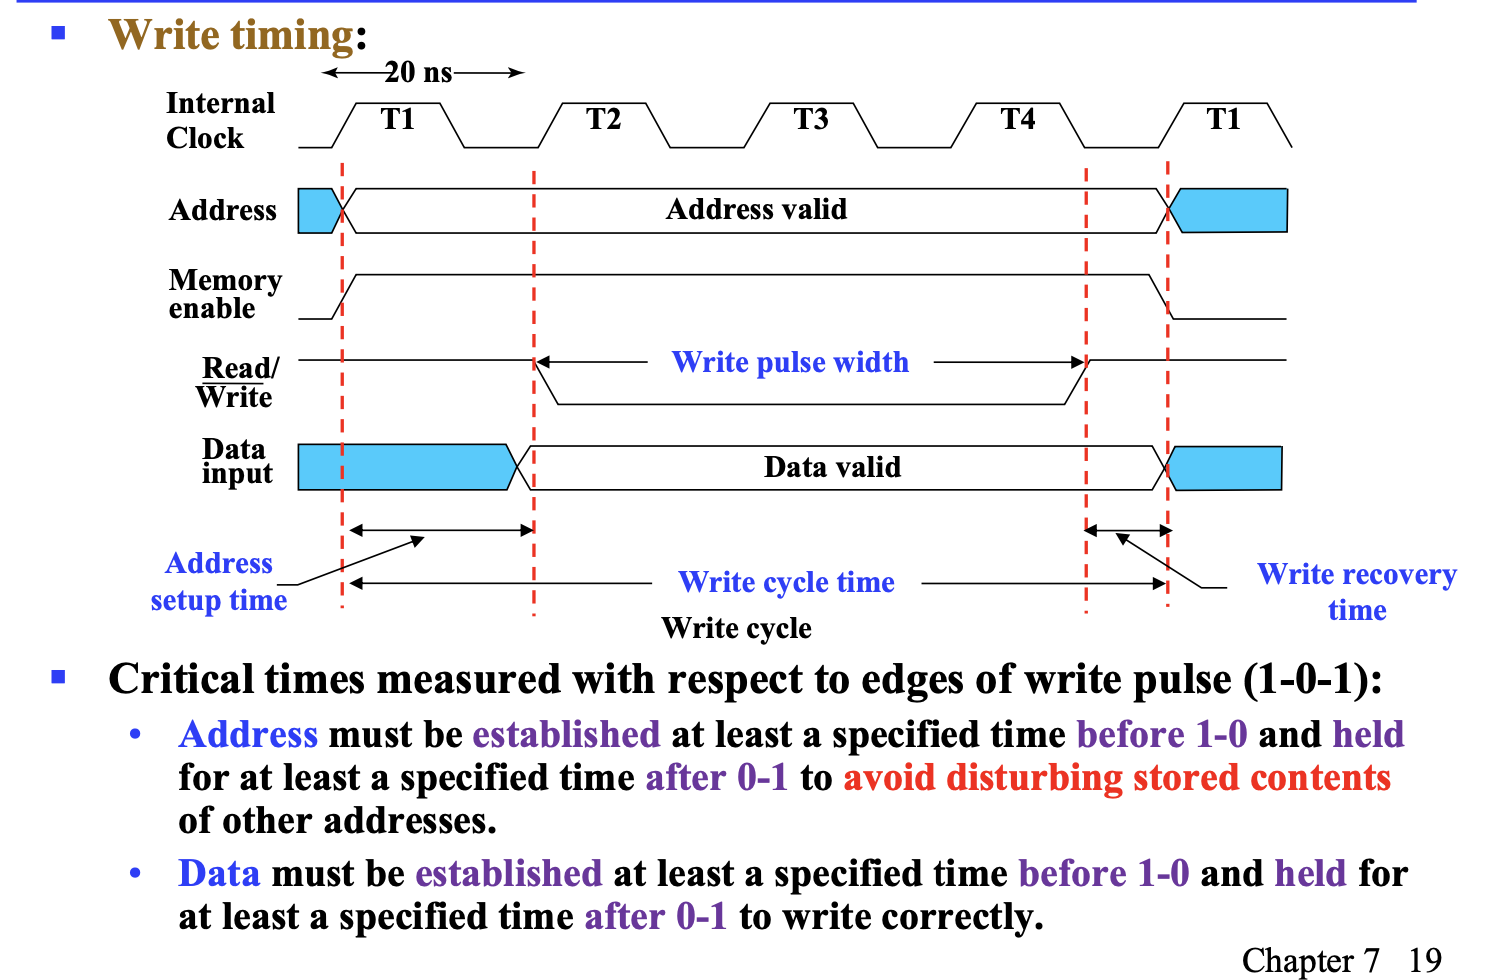 ▪ Write timing:
20 ns
Internal
Clock
T1 T2 T3 T4 T1
Address
Address valid
Memory
enable
Read/
Write
Write pulse width
Data
input
Data valid
Address
setup time
Write cycle time
Write recovery
time
Write cycle
▪ Critical times measured with respect to edges of write pulse (1-0-1):
• Address must be established at least a specified time before 1-0 and held
for at least a specified time after 0-1 to avoid disturbing stored contents
of other addresses.
• Data must be established at least a specified time before 1-0 and held for
at least a specified time after 0-1 to write correctly.
Chapter 7 19